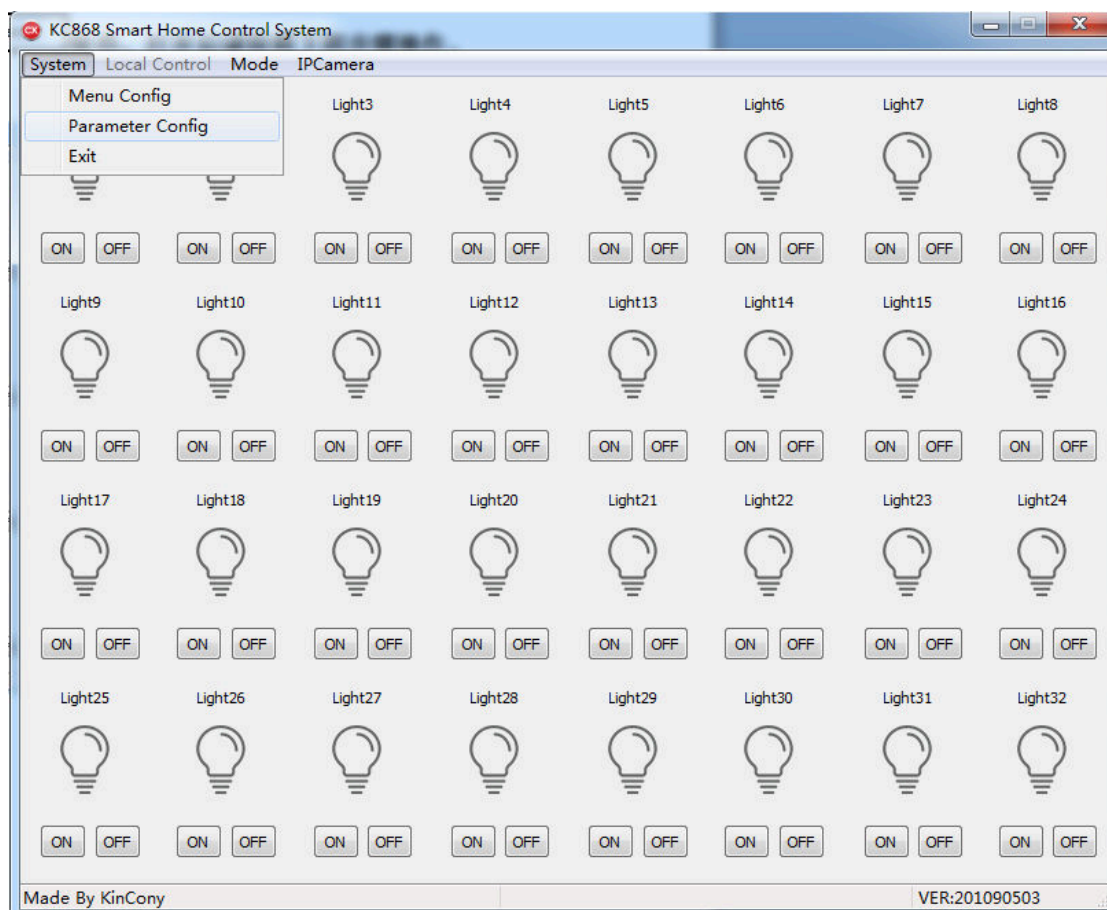 KC868 Smart Home Control System
System Local Control Mode IPCamera
Menu Config
Parameter Config
Exit
Light3 Light4 Light5 Light6 Light7 Light8
ON OFF ON OFF ON OFF ON OFF ON OFF ON OFF ON OFF ON OFF
Light9 Light10 Light11 Light12 Light13 Light14 Light15 Light16
ON OFF ON OFF ON OFF ON OFF ON OFF ON OFF ON OFF ON OFF
Light17 Light18 Light19 Light20 Light21 Light22 Light23 Light24
ON OFF ON OFF ON OFF ON OFF ON OFF ON OFF ON OFF ON OFF
Light25 Light26 Light27 Light28 Light29 Light30 Light31 Light32
ON OFF ON OFF ON OFF ON OFF ON OFF ON OFF ON OFF ON OFF
Made By KinCony VER:201090503